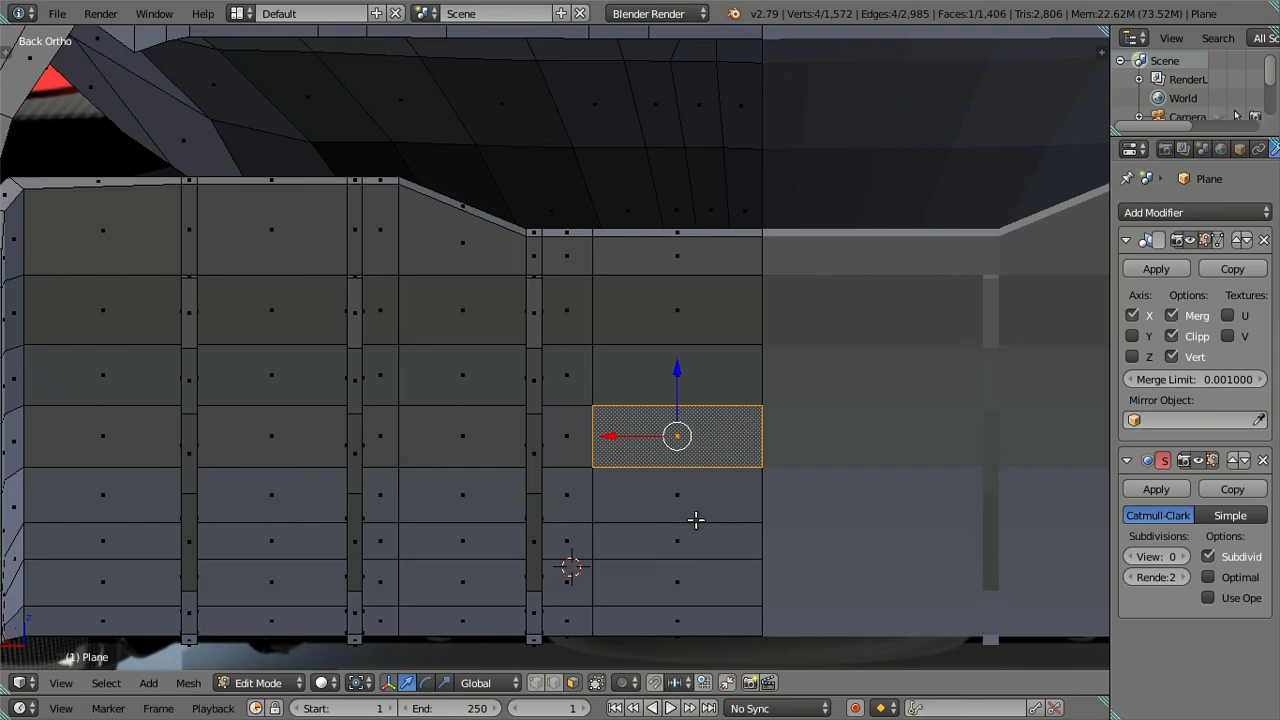 File Render Window Help Default Scene Blender Render v2.79 | Verts:4/1,572 | Edges:4/2,985 | Faces:1/1,406 | Tris:2,806 | Mem:22.62M (73.52M) | Plane
Back Ortho
View Search All Sc
Scene
RenderL
World
Camera
Plane
Add Modifier
Apply Copy
Axis: Options: Textures:
X Merg U
Y Clipp V
Z Vert
Merge Limit: 0.001000
Mirror Object:
S
Apply Copy
Catmull-Clark Simple
Subdivisions: Options:
View: 0 Subdivid
Rende:2 Optimal
Use Ope
z
(1) Plane
View Select Add Mesh Edit Mode Global
View Marker Frame Playback Start: 1 End: 250 1 No Sync